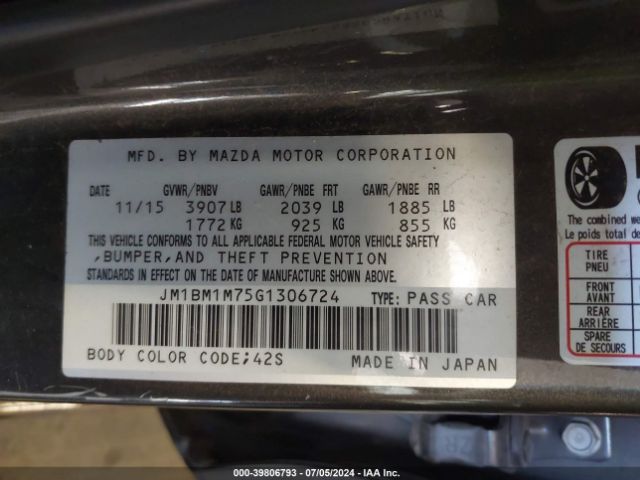 MFD. BY MAZDA MOTOR CORPORATION
DATE GVWR/PNBV GAWR/PNBE FRT GAWR/PNBE RR
11/15 3907 LB 2039 LB 1885 LB
1772 KG 925 KG 855 KG
THIS VEHICLE CONFORMS TO ALL APPLICABLE FEDERAL MOTOR VEHICLE SAFETY
,BUMPER,AND THEFT PREVENTION
STANDARDS IN EFFECT ON THE DATE OF MANUFACTURE SHOWN ABOVE.
JM1BM1M75G1306724 TYPE: PASS CAR
BODY COLOR CODE;42S MADE IN JAPAN
The combined we
Le poids total de
TIRE
PNEU
FRONT
AVANT
REAR
ARRIÈRE
SPARE
DE SECOURS
000-39806793 - 07/05/2024 - IAA Inc.